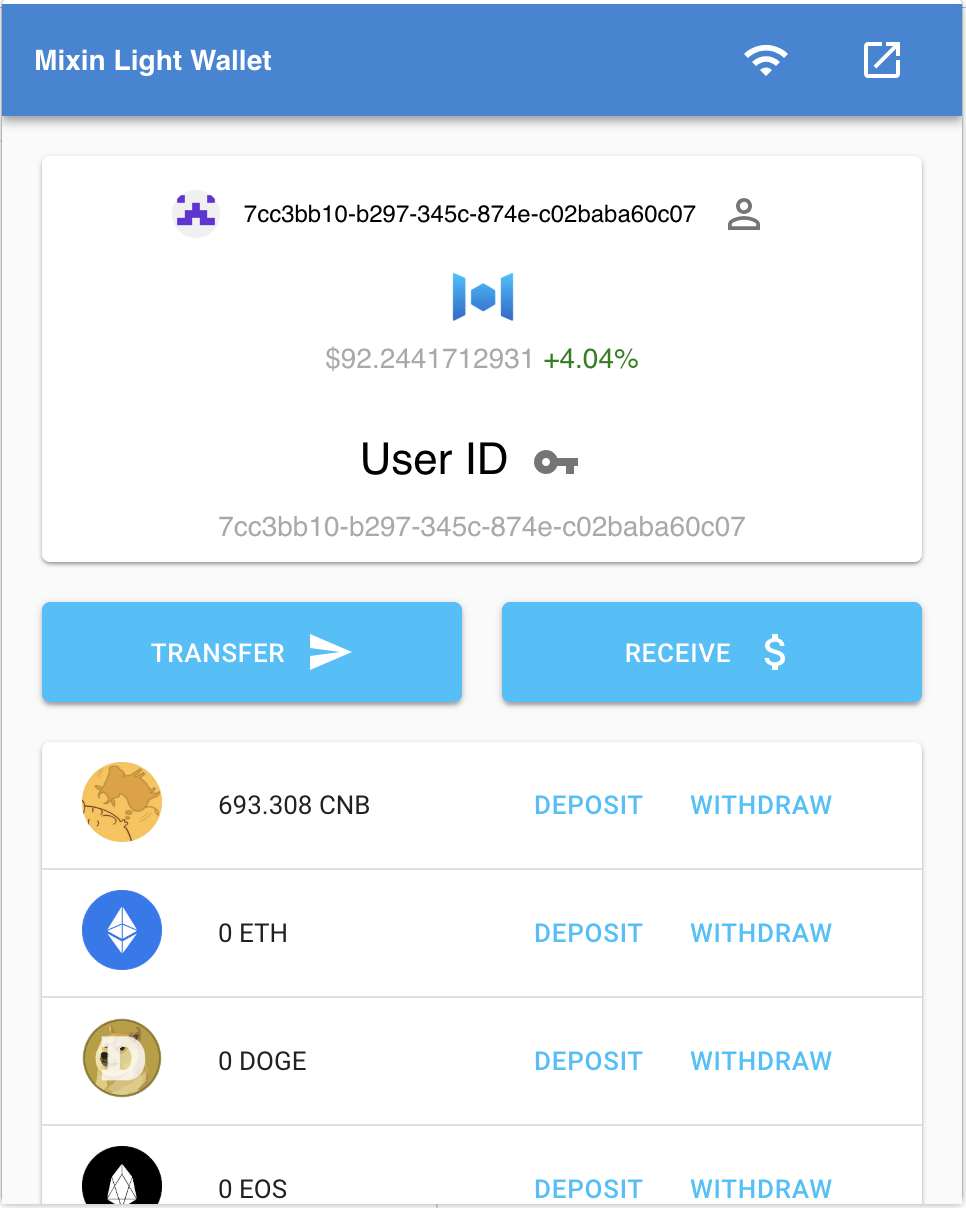 Mixin Light Wallet
7cc3bb10-b297-345c-874e-c02baba60c07
$92.2441712931 +4.04%
User ID
7cc3bb10-b297-345c-874e-c02baba60c07
TRANSFER
RECEIVE $
693.308 CNB DEPOSIT WITHDRAW
0 ETH DEPOSIT WITHDRAW
0 DOGE DEPOSIT WITHDRAW
0 EOS DEPOSIT WITHDRAW